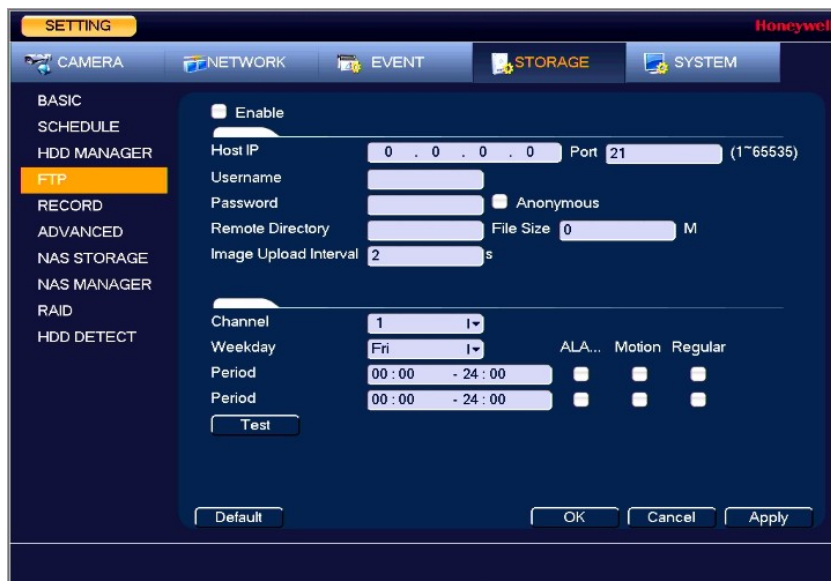 SETTING
Honeywell
CAMERA NETWORK EVENT STORAGE SYSTEM
BASIC
SCHEDULE
HDD MANAGER
FTP
RECORD
ADVANCED
NAS STORAGE
NAS MANAGER
RAID
HDD DETECT
Enable
Host IP 0 . 0 . 0 . 0 Port 21 (1~65535)
Username
Password Anonymous
Remote Directory File Size 0 M
Image Upload Interval 2 s
Channel 1
Weekday Fri ALA... Motion Regular
Period 00 : 00 - 24 : 00
Period 00 : 00 - 24 : 00
Test
Default OK Cancel Apply